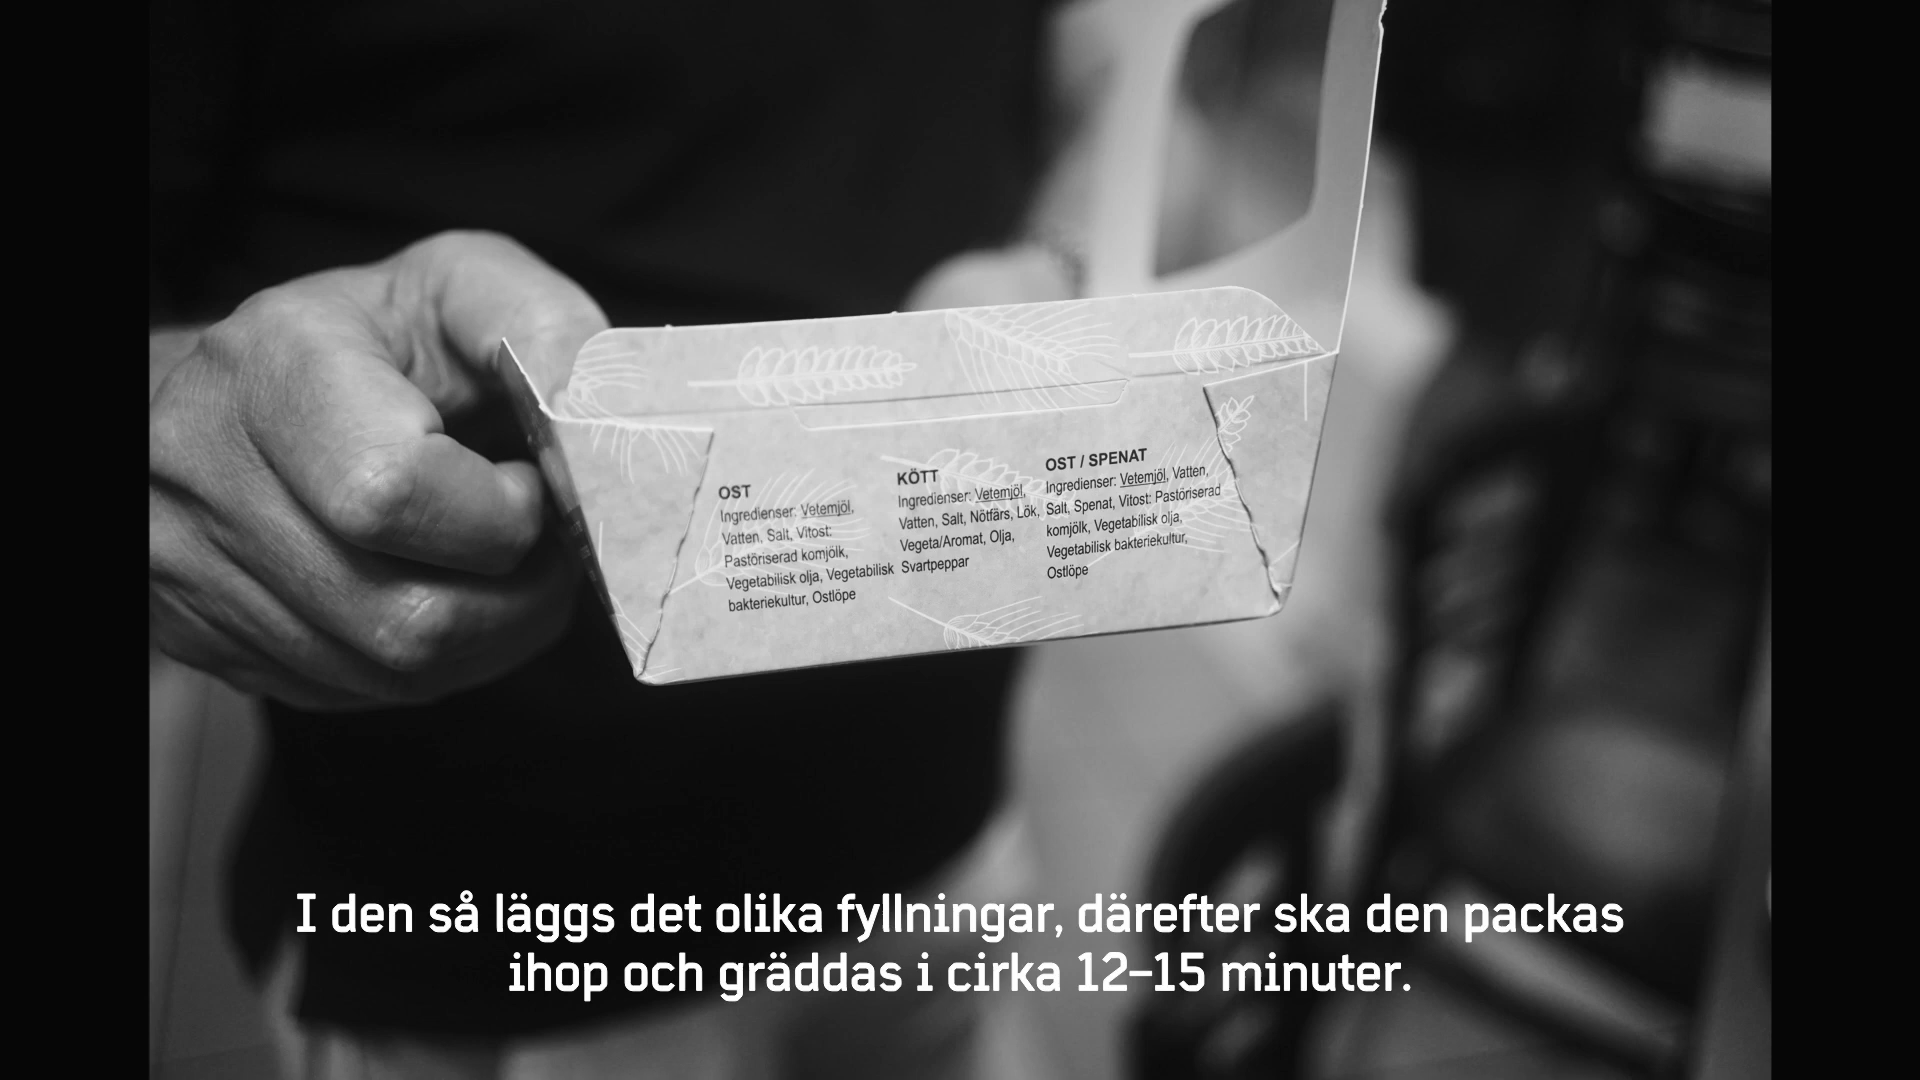 OST
Ingredienser: Vetemjöl,
Vatten, Salt, Vitost:
Pastöriserad komjölk,
Vegetabilisk olja, Vegetabilisk
bakteriekultur, Ostlöpe
KÖTT
Ingredienser: Vetemjöl,
Vatten, Salt, Nötfärs, Lök,
Vegeta/Aromat, Olja,
Svartpeppar
OST / SPENAT
Ingredienser: Vetemjöl, Vatten,
Salt, Spenat, Vitost: Pastöriserad
komjölk, Vegetabilisk olja,
Vegetabilisk bakteriekultur,
Ostlöpe
I den så läggs det olika fyllningar, därefter ska den packas
ihop och gräddas i cirka 12–15 minuter.